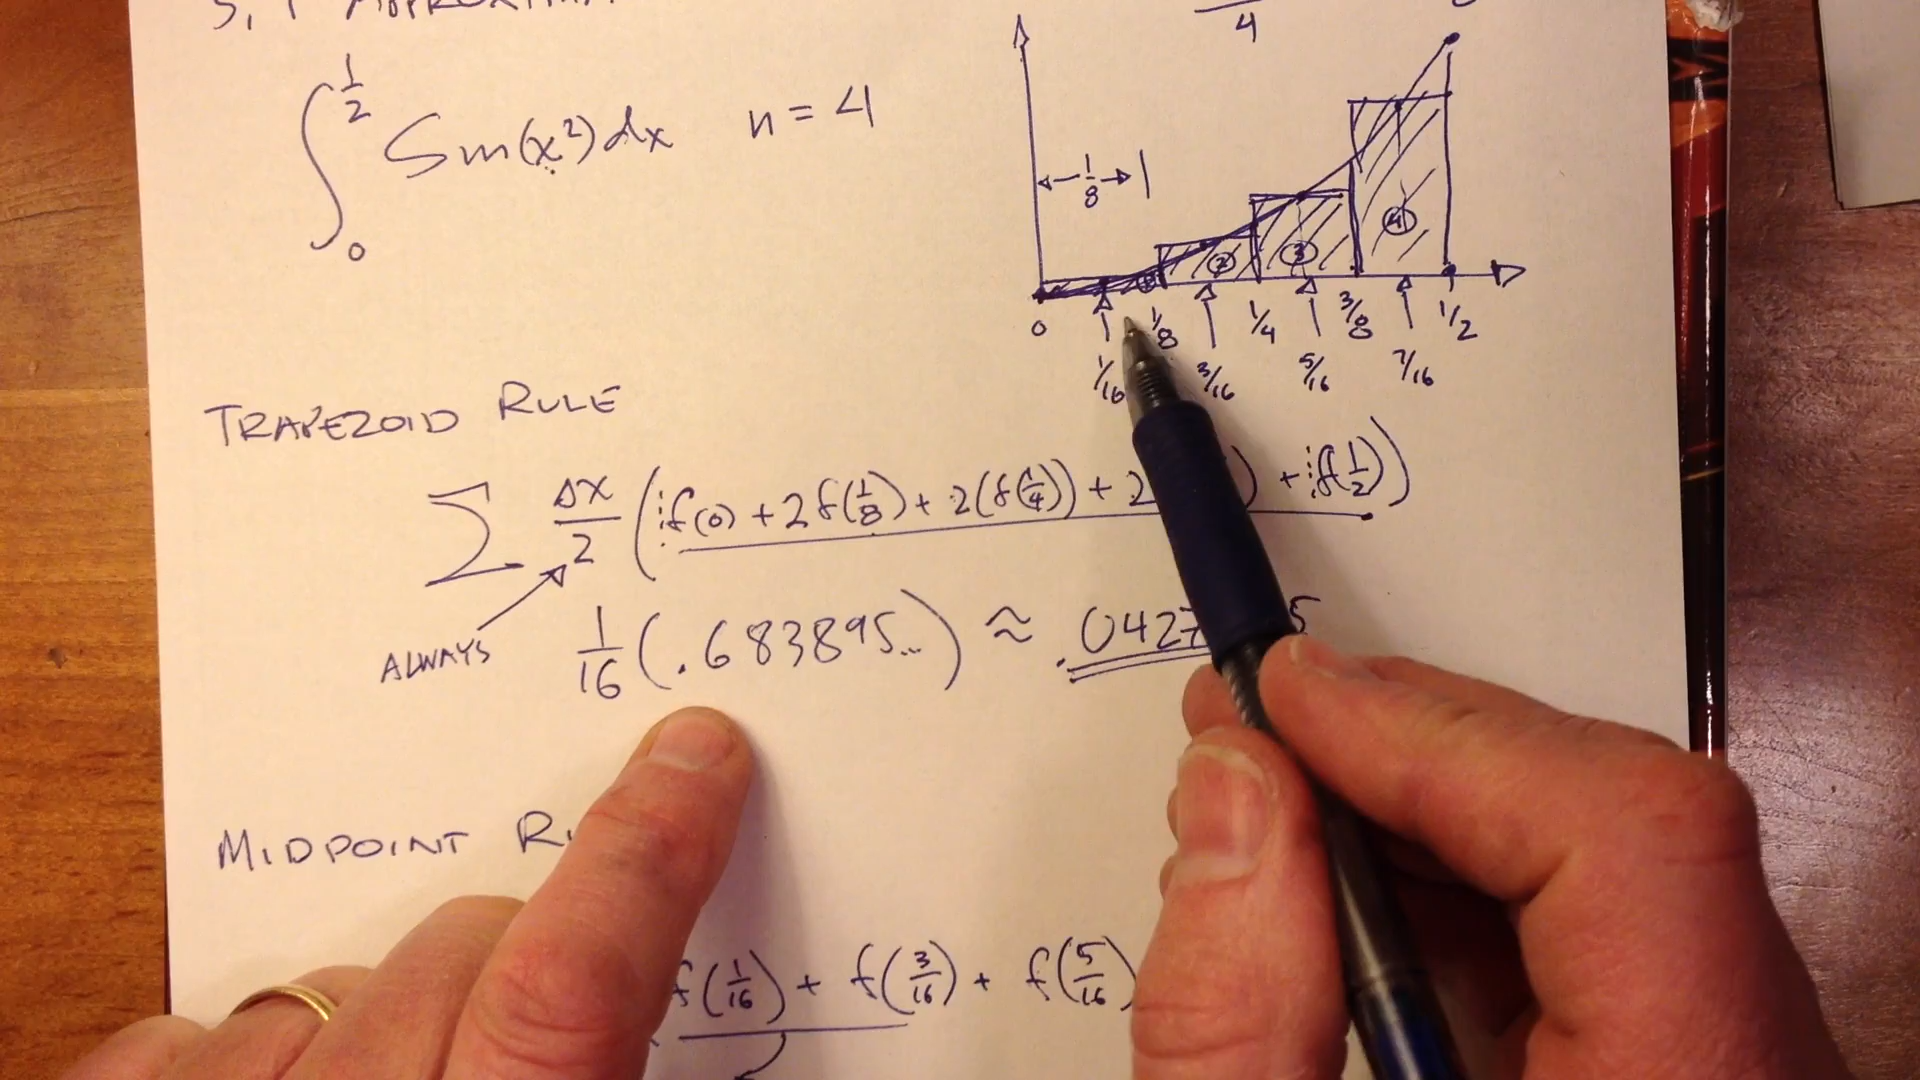 ∫₀^(1/2) Sin(x²)dx n = 4
4
1/8
① ② ③ ④
0 1/8 1/4 3/8 1/2
1/16 3/16 5/16 7/16
TRAPEZOID RULE
Σ Δx/2 (f(0) + 2f(1/8) + 2(f(1/4)) + 2 ) + f(1/2))
ALWAYS
1/16 (.683895...) ≈ .0427 5
MIDPOINT
f(1/16) + f(3/16) + f(5/16)